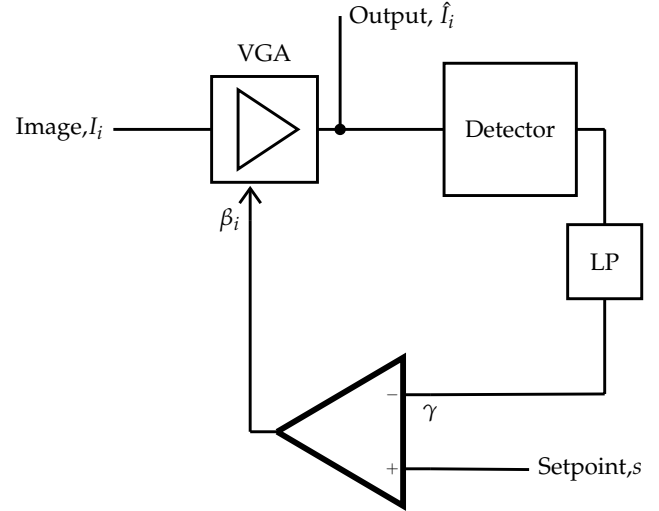 Output, Î_i
VGA
Image,I_i
Detector
β_i
LP
−
γ
+
Setpoint,s